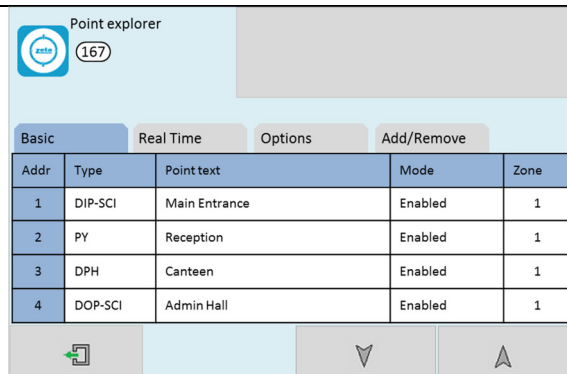 Point explorer
zeta
167
Basic Real Time Options Add/Remove
Addr Type Point text Mode Zone
1 DIP-SCI Main Entrance Enabled 1
2 PY Reception Enabled 1
3 DPH Canteen Enabled 1
4 DOP-SCI Admin Hall Enabled 1